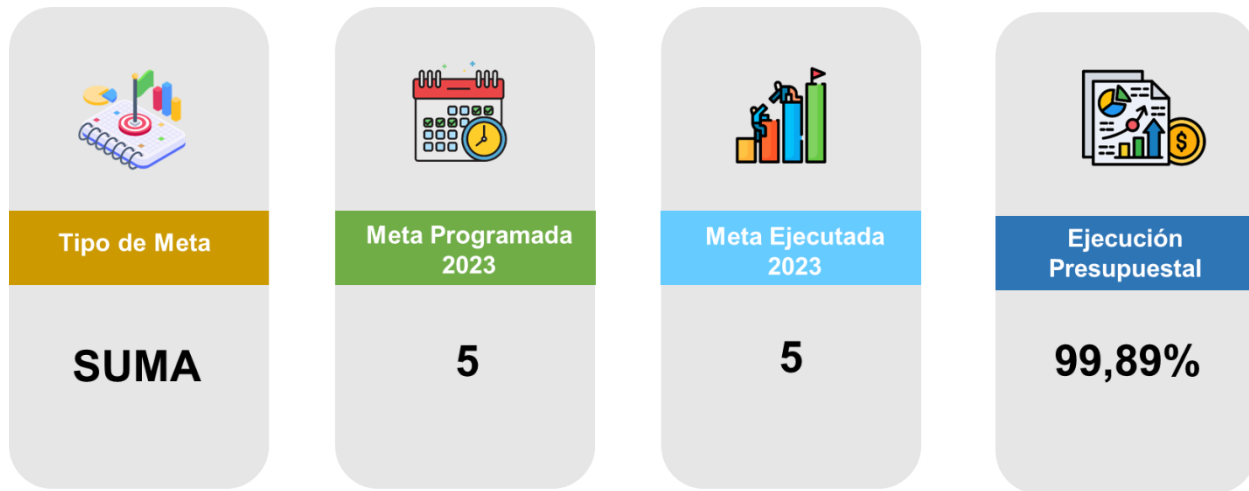 Tipo de Meta
SUMA
Meta Programada
2023
5
Meta Ejecutada
2023
5
Ejecución
Presupuestal
99,89%